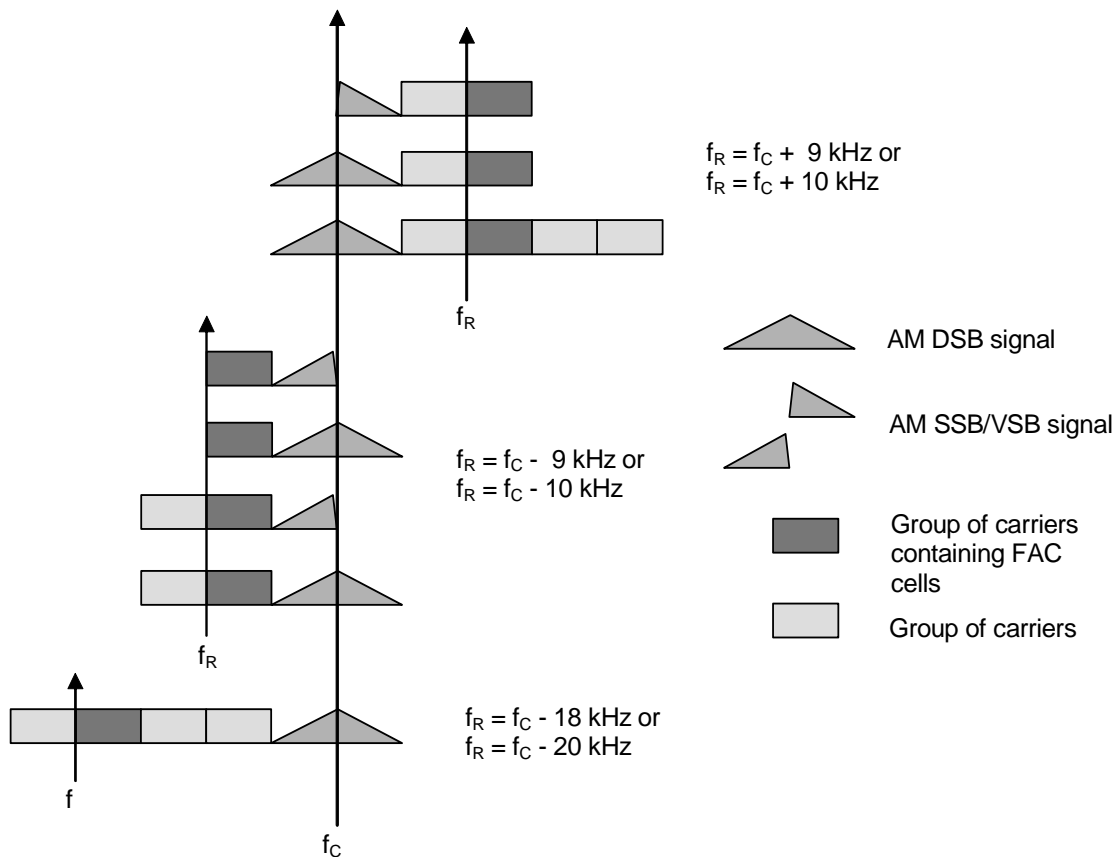 f_R = f_C + 9 kHz or
f_R = f_C + 10 kHz
f_R
AM DSB signal
AM SSB/VSB signal
f_R = f_C - 9 kHz or
f_R = f_C - 10 kHz
Group of carriers
containing FAC
cells
Group of carriers
f_R
f_R = f_C - 18 kHz or
f_R = f_C - 20 kHz
f
f_C